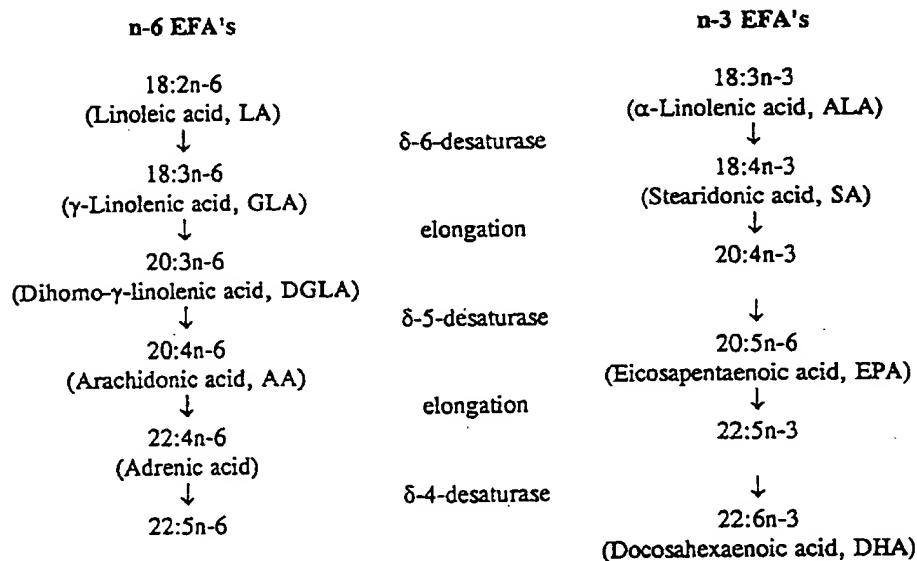 n-6 EFA's
n-3 EFA's
18:2n-6
(Linoleic acid, LA)
18:3n-3
(α-Linolenic acid, ALA)
↓
δ-6-desaturase
↓
18:3n-6
(γ-Linolenic acid, GLA)
18:4n-3
(Stearidonic acid, SA)
↓
elongation
↓
20:3n-6
(Dihomo-γ-linolenic acid, DGLA)
20:4n-3
↓
δ-5-desaturase
↓
20:4n-6
(Arachidonic acid, AA)
20:5n-6
(Eicosapentaenoic acid, EPA)
↓
elongation
↓
22:4n-6
(Adrenic acid)
22:5n-3
↓
δ-4-desaturase
↓
22:5n-6
22:6n-3
(Docosahexaenoic acid, DHA)